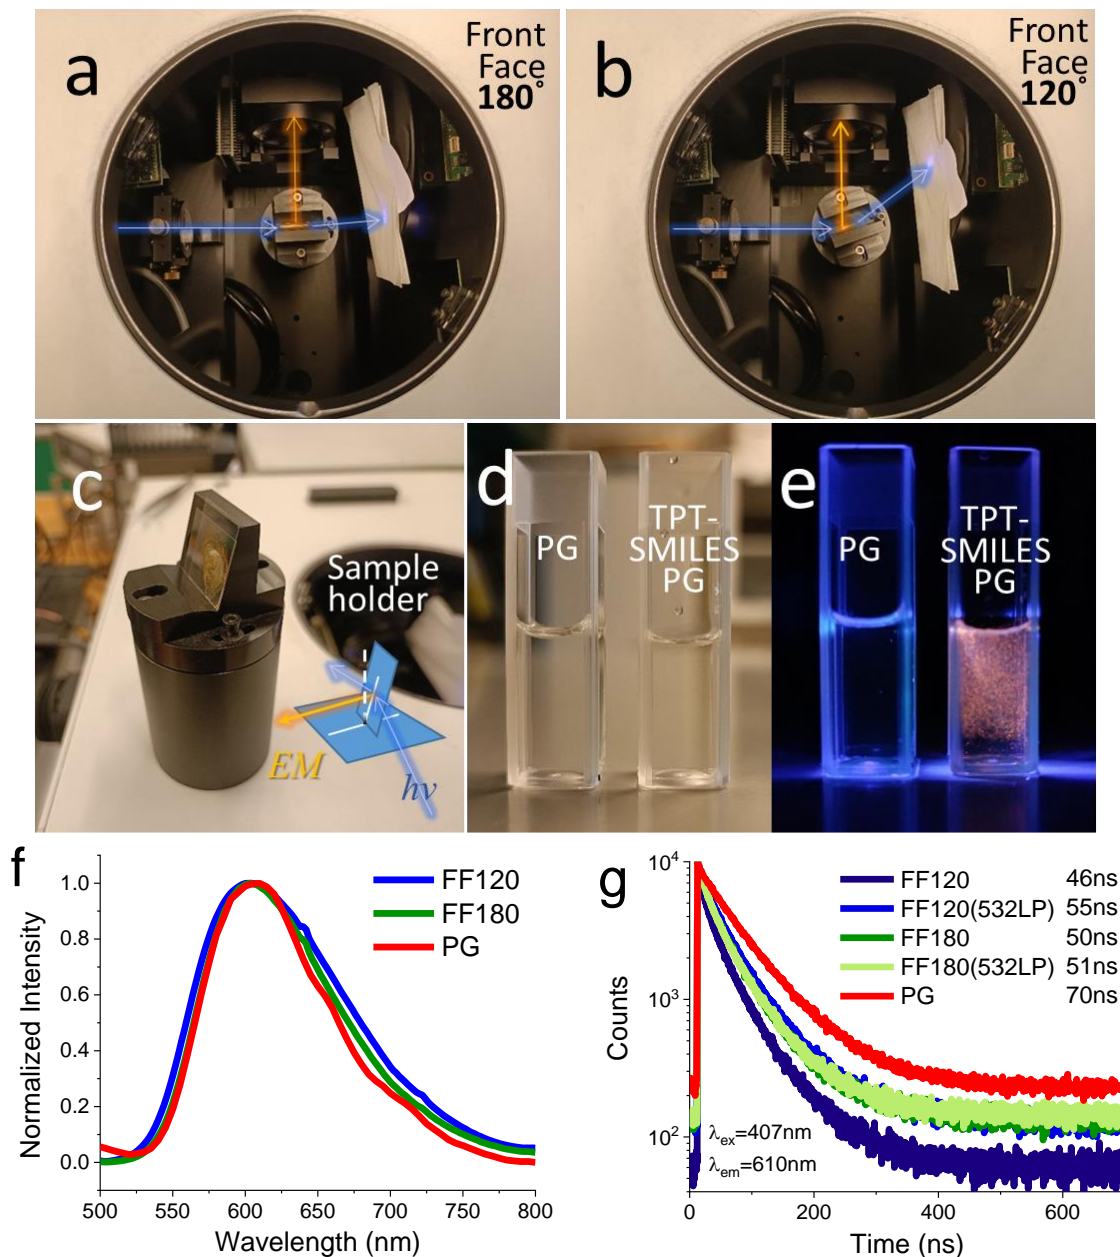 a
Front
Face
180°
b
Front
Face
120°
c
Sample
holder
EM
hν
d
PG
TPT-
SMILES
PG
e
PG
TPT-
SMILES
PG
f
FF120
FF180
PG
1.0
0.8
0.6
0.4
0.2
0.0
Normalized Intensity
500 550 600 650 700 750 800
Wavelength (nm)
g
FF120 46ns
FF120(532LP) 55ns
FF180 50ns
FF180(532LP) 51ns
PG 70ns
10⁴
10³
10²
Counts
λex=407nm
λem=610nm
0 200 400 600
Time (ns)